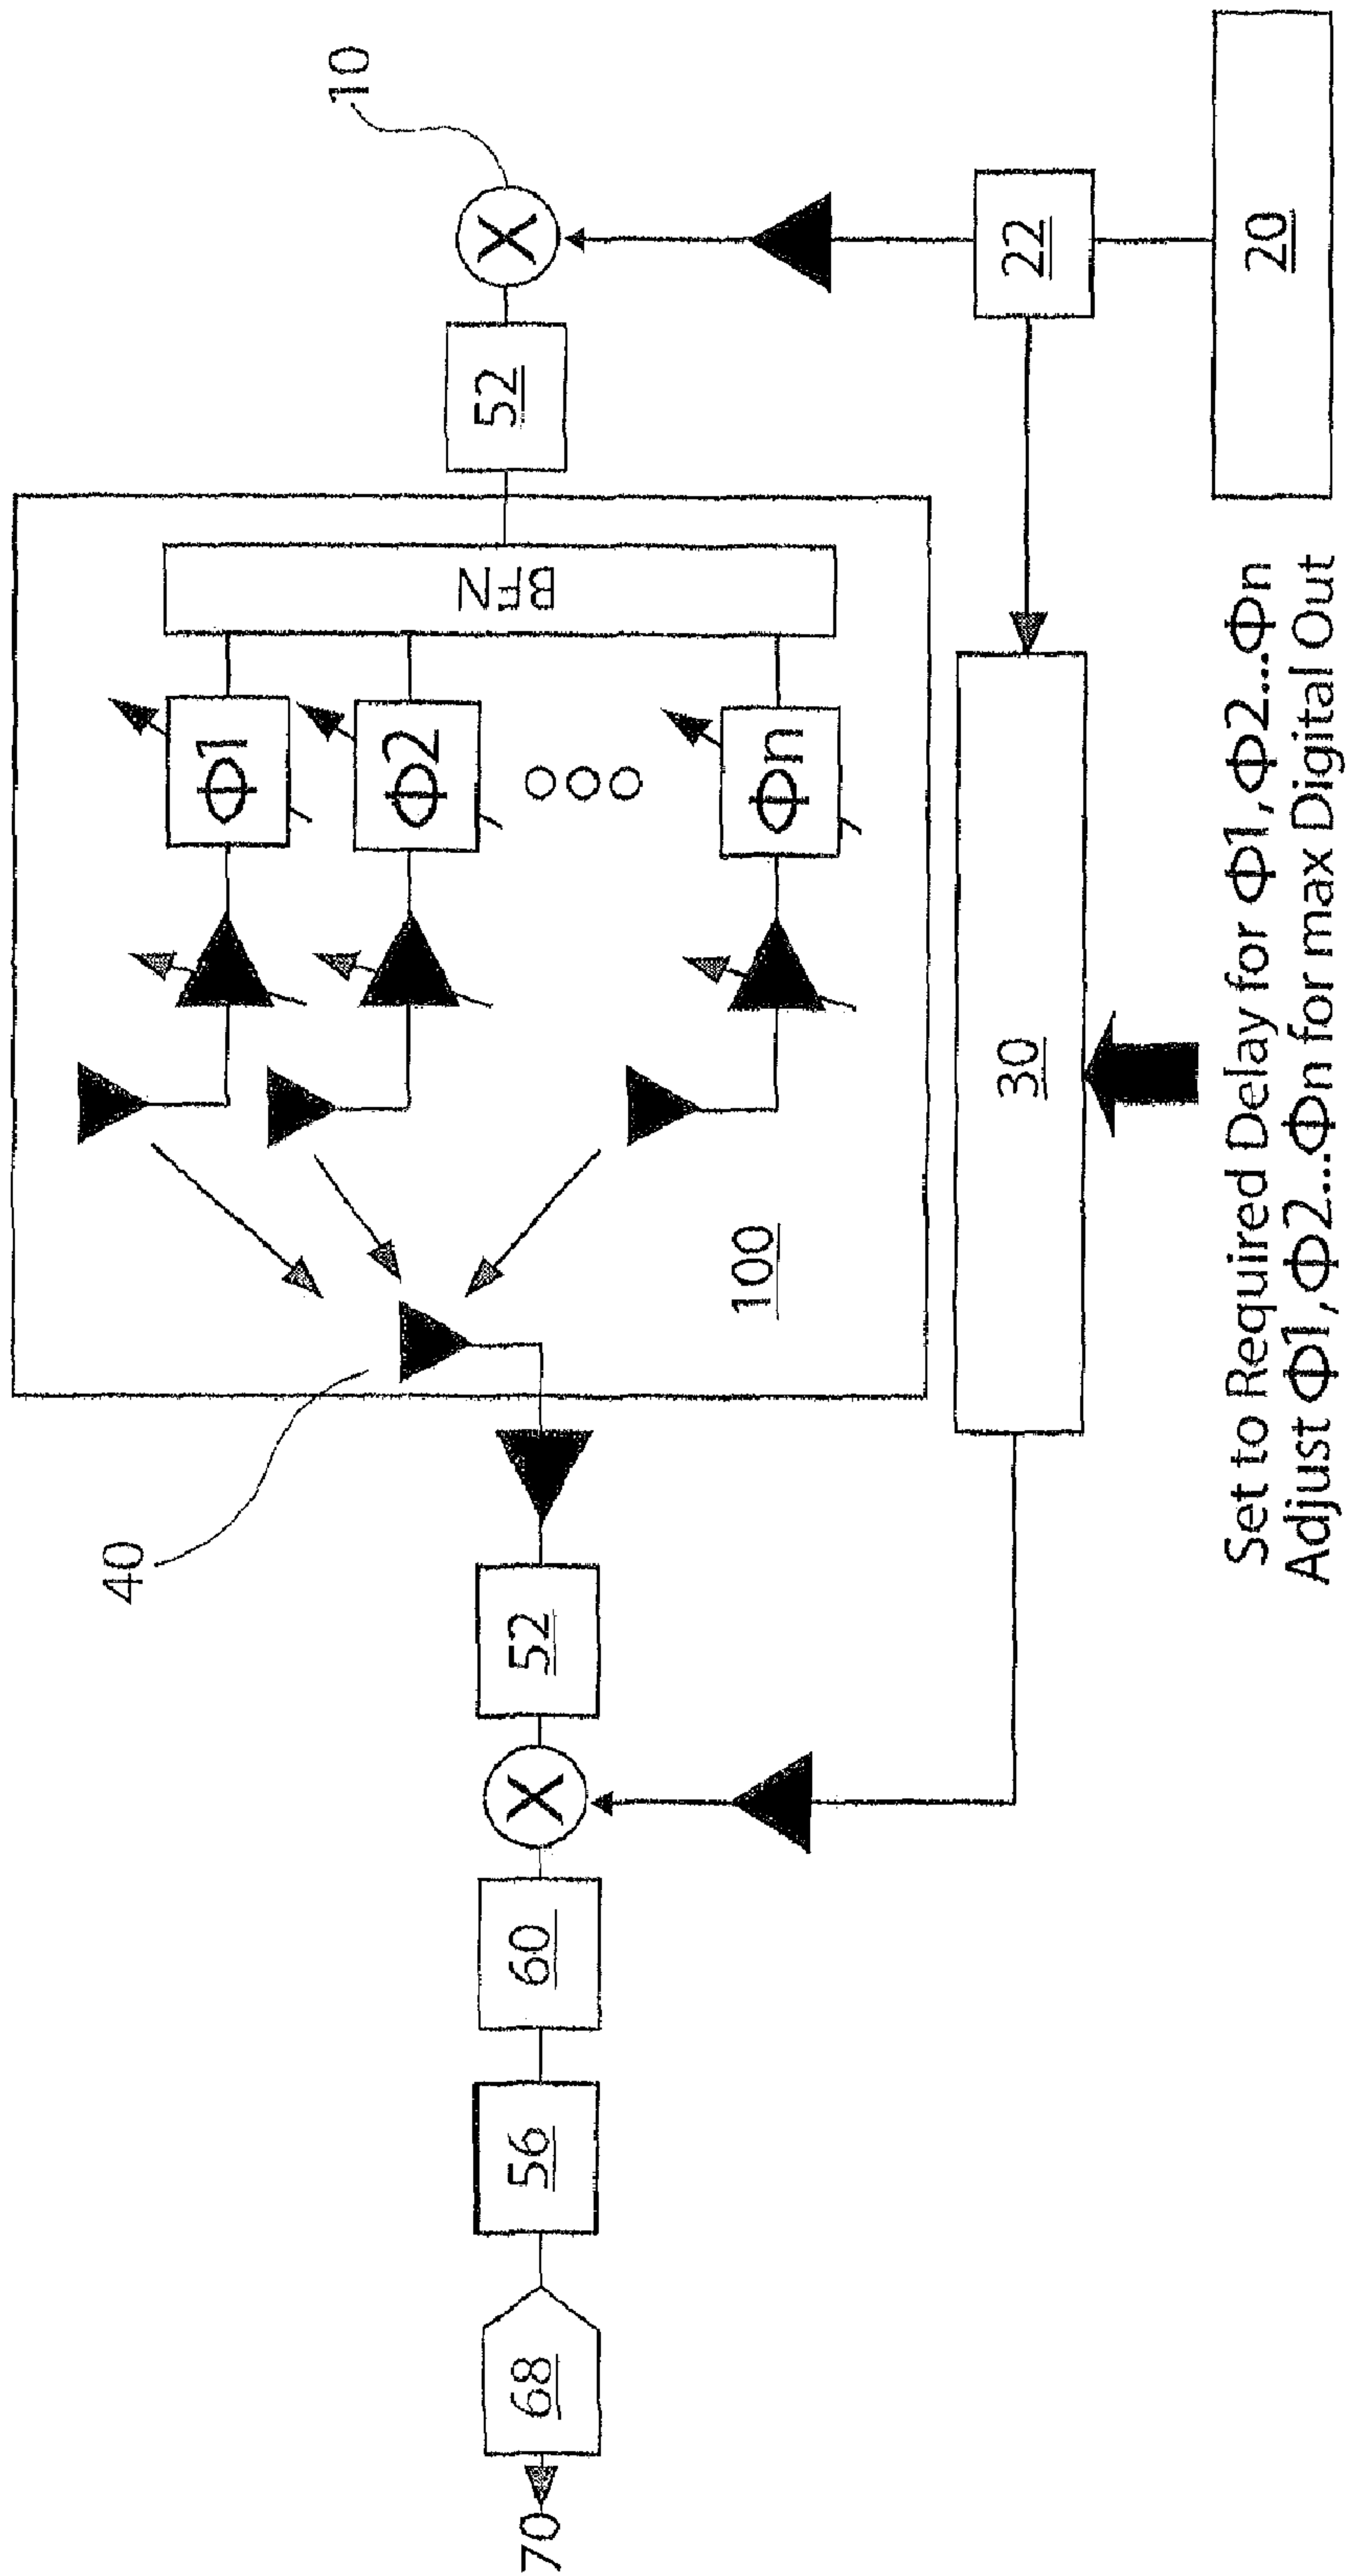 10
40
Φ1
Φ2
Φn
BFN
52
100
52
60
56
68
70
30
22
20
Set to Required Delay for Φ1, Φ2...Φn
Adjust Φ1, Φ2...Φn for max Digital Out
X
X